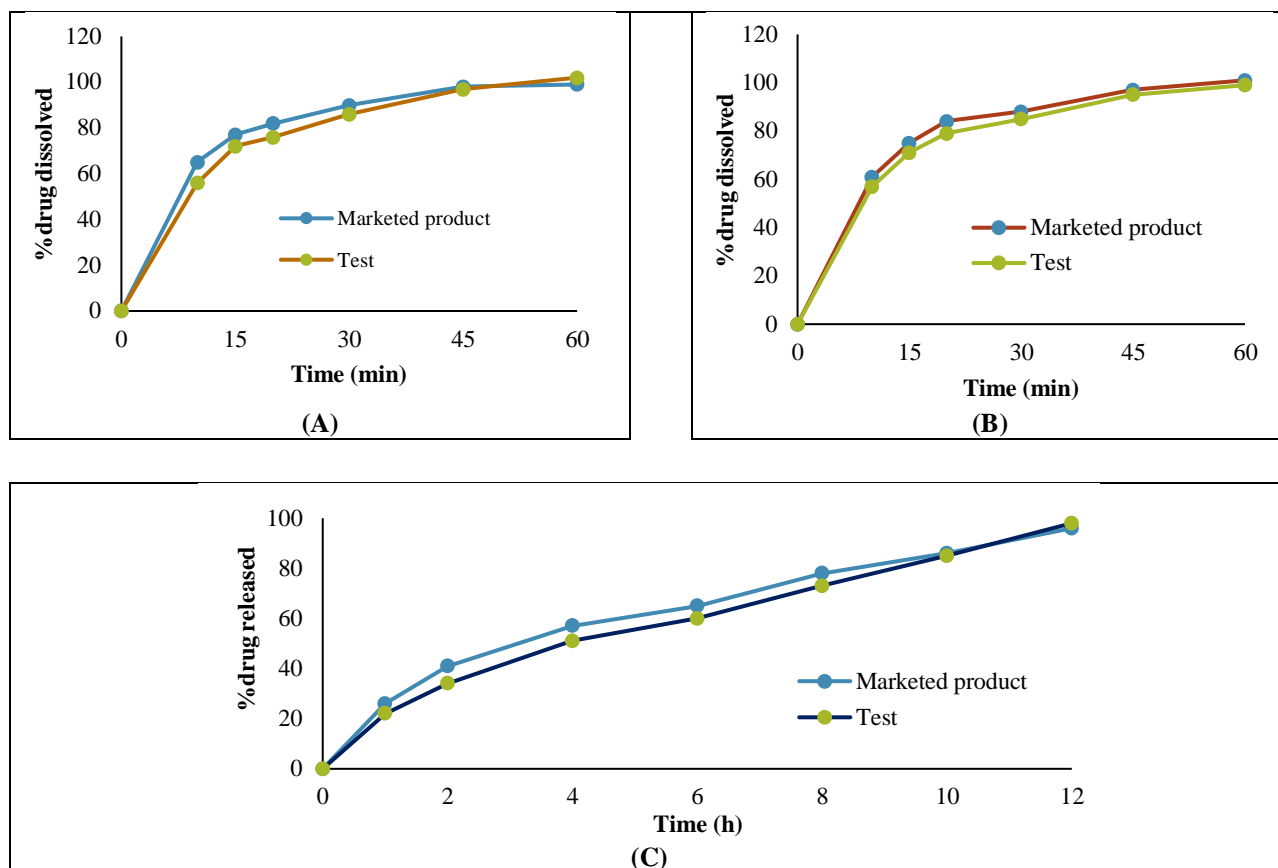 120
100
80
60
40
20
0
%drug dissolved
Marketed product
Test
0 15 30 45 60
Time (min)
(A)
120
100
80
60
40
20
0
%drug dissolved
Marketed product
Test
0 15 30 45 60
Time (min)
(B)
100
80
60
40
20
0
%drug released
Marketed product
Test
0 2 4 6 8 10 12
Time (h)
(C)